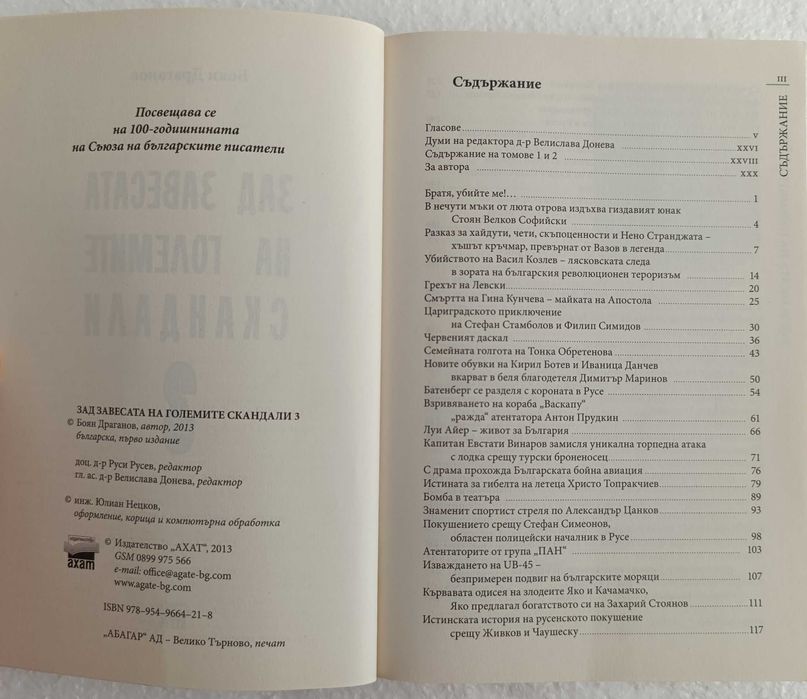 Посвещава се
на 100-годишнината
на Съюза на българските писатели
ЗАД ЗАВЕСАТА НА ГОЛЕМИТЕ СКАНДАЛИ 3
© Боян Драганов, автор, 2013
българска, първо издание
доц. д-р Руси Русев, редактор
гл. ас. д-р Велислава Донева, редактор
© инж. Юлиан Нецков,
оформление, корица и компютърна обработка
ахат
© Издателство „АХАТ", 2013
GSM 0899 975 566
e-mail: office@agate-bg.com
www.agate-bg.com
ISBN 978-954-9664-21-8
„АБАГАР" АД – Велико Търново, печат
III
СЪДЪРЖАНИЕ
Съдържание
Гласове V
Думи на редактора д-р Велислава Донева XXVI
Съдържание на томове 1 и 2 XXVIII
За автора XXX
Братя, убийте ме!… 1
В нечути мъки от люта отрова издъхва гиздавият юнак
Стоян Велков Софийски 4
Разказ за хайдути, чети, скъпоценности и Нено Странджата –
хъшът кръчмар, превърнат от Вазов в легенда 7
Убийството на Васил Козлев – лясковската следа
в зората на българския революционен тероризъм 14
Грехът на Левски 20
Смъртта на Гина Кунчева – майката на Апостола 25
Цариградското приключение
на Стефан Стамболов и Филип Симидов 30
Червеният даскал 36
Семейната голгота на Тонка Обретенова 43
Новите обувки на Кирил Ботев и Иваница Данчев
вкарват в беля благодетеля Димитър Маринов 50
Батенберг се разделя с короната в Русе 54
Взривяването на кораба „Васкапу"
„ражда" атентатора Антон Прудкин 61
Луи Айер – живот за България 66
Капитан Евстати Винаров замисля уникална торпедна атака
с лодка срещу турски броненосец 71
С драма прохожда Българската бойна авиация 76
Истината за гибелта на летеца Христо Топракчиев 79
Бомба в театъра 89
Знаменит спортист стреля по Александър Цанков 93
Покушението срещу Стефан Симеонов,
областен полицейски началник в Русе 98
Атентаторите от група „ПАН" 103
Изваждането на UB-45 –
безпримерен подвиг на българските моряци 107
Кървавата одисея на злодеите Яко и Качамачко,
Яко предлагал богатството си на Захарий Стоянов 111
Истинската история на русенското покушение
срещу Живков и Чаушеску 117